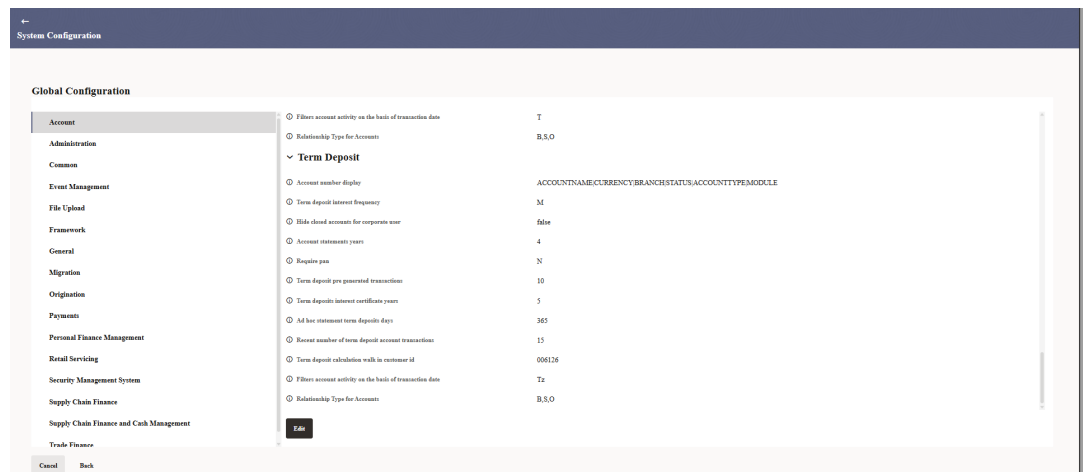 ←
System Configuration
Global Configuration
Account
Administration
Common
Event Management
File Upload
Framework
General
Migration
Origination
Payments
Personal Finance Management
Retail Servicing
Security Management System
Supply Chain Finance
Supply Chain Finance and Cash Management
Trade Finance
Filters account activity on the basis of transaction date T
Relationship Type for Accounts B,S,O
Term Deposit
Account number display ACCOUNTNAME|CURRENCY|BRANCH|STATUS|ACCOUNTTYPE|MODULE
Term deposit interest frequency M
Hide closed accounts for corporate user false
Account statements years 4
Require pan N
Term deposit pre generated transactions 10
Term deposits interest certificate years 5
Ad hoc statement term deposits days 365
Recent number of term deposit account transactions 15
Term deposit calculation walk in customer id 006126
Filters account activity on the basis of transaction date Tz
Relationship Type for Accounts B,S,O
Edit
Cancel Back